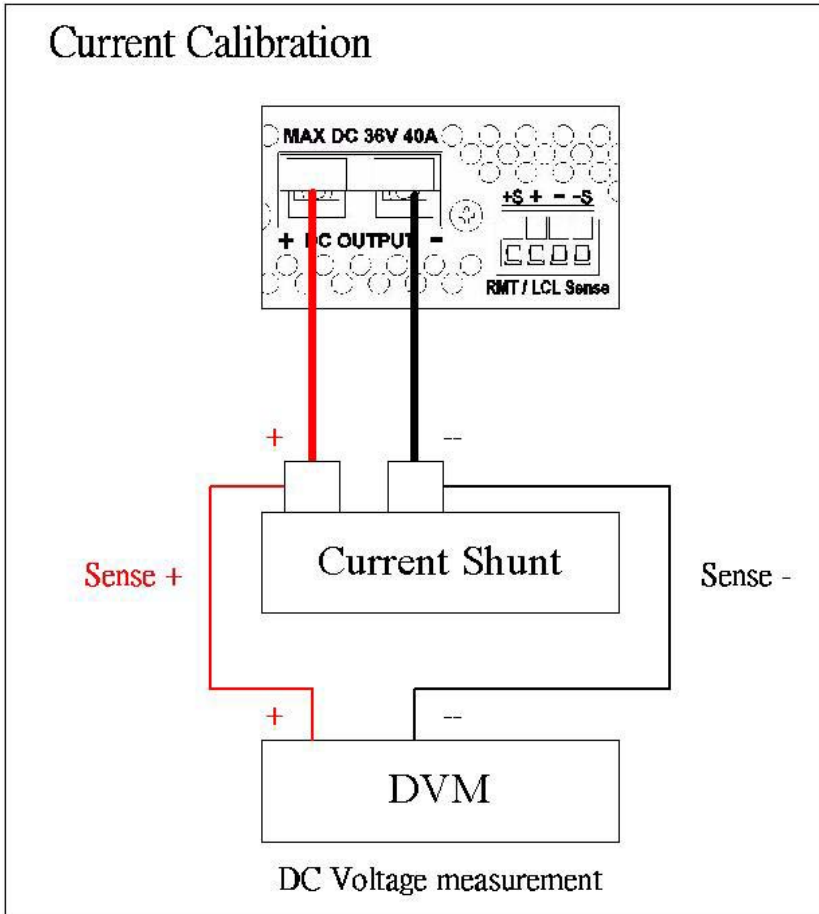 Current Calibration
MAX DC 36V 40A
+S + - -S
+ DC OUTPUT -
RMT / LCL Sense
+ --
Current Shunt
Sense + Sense -
+ --
DVM
DC Voltage measurement